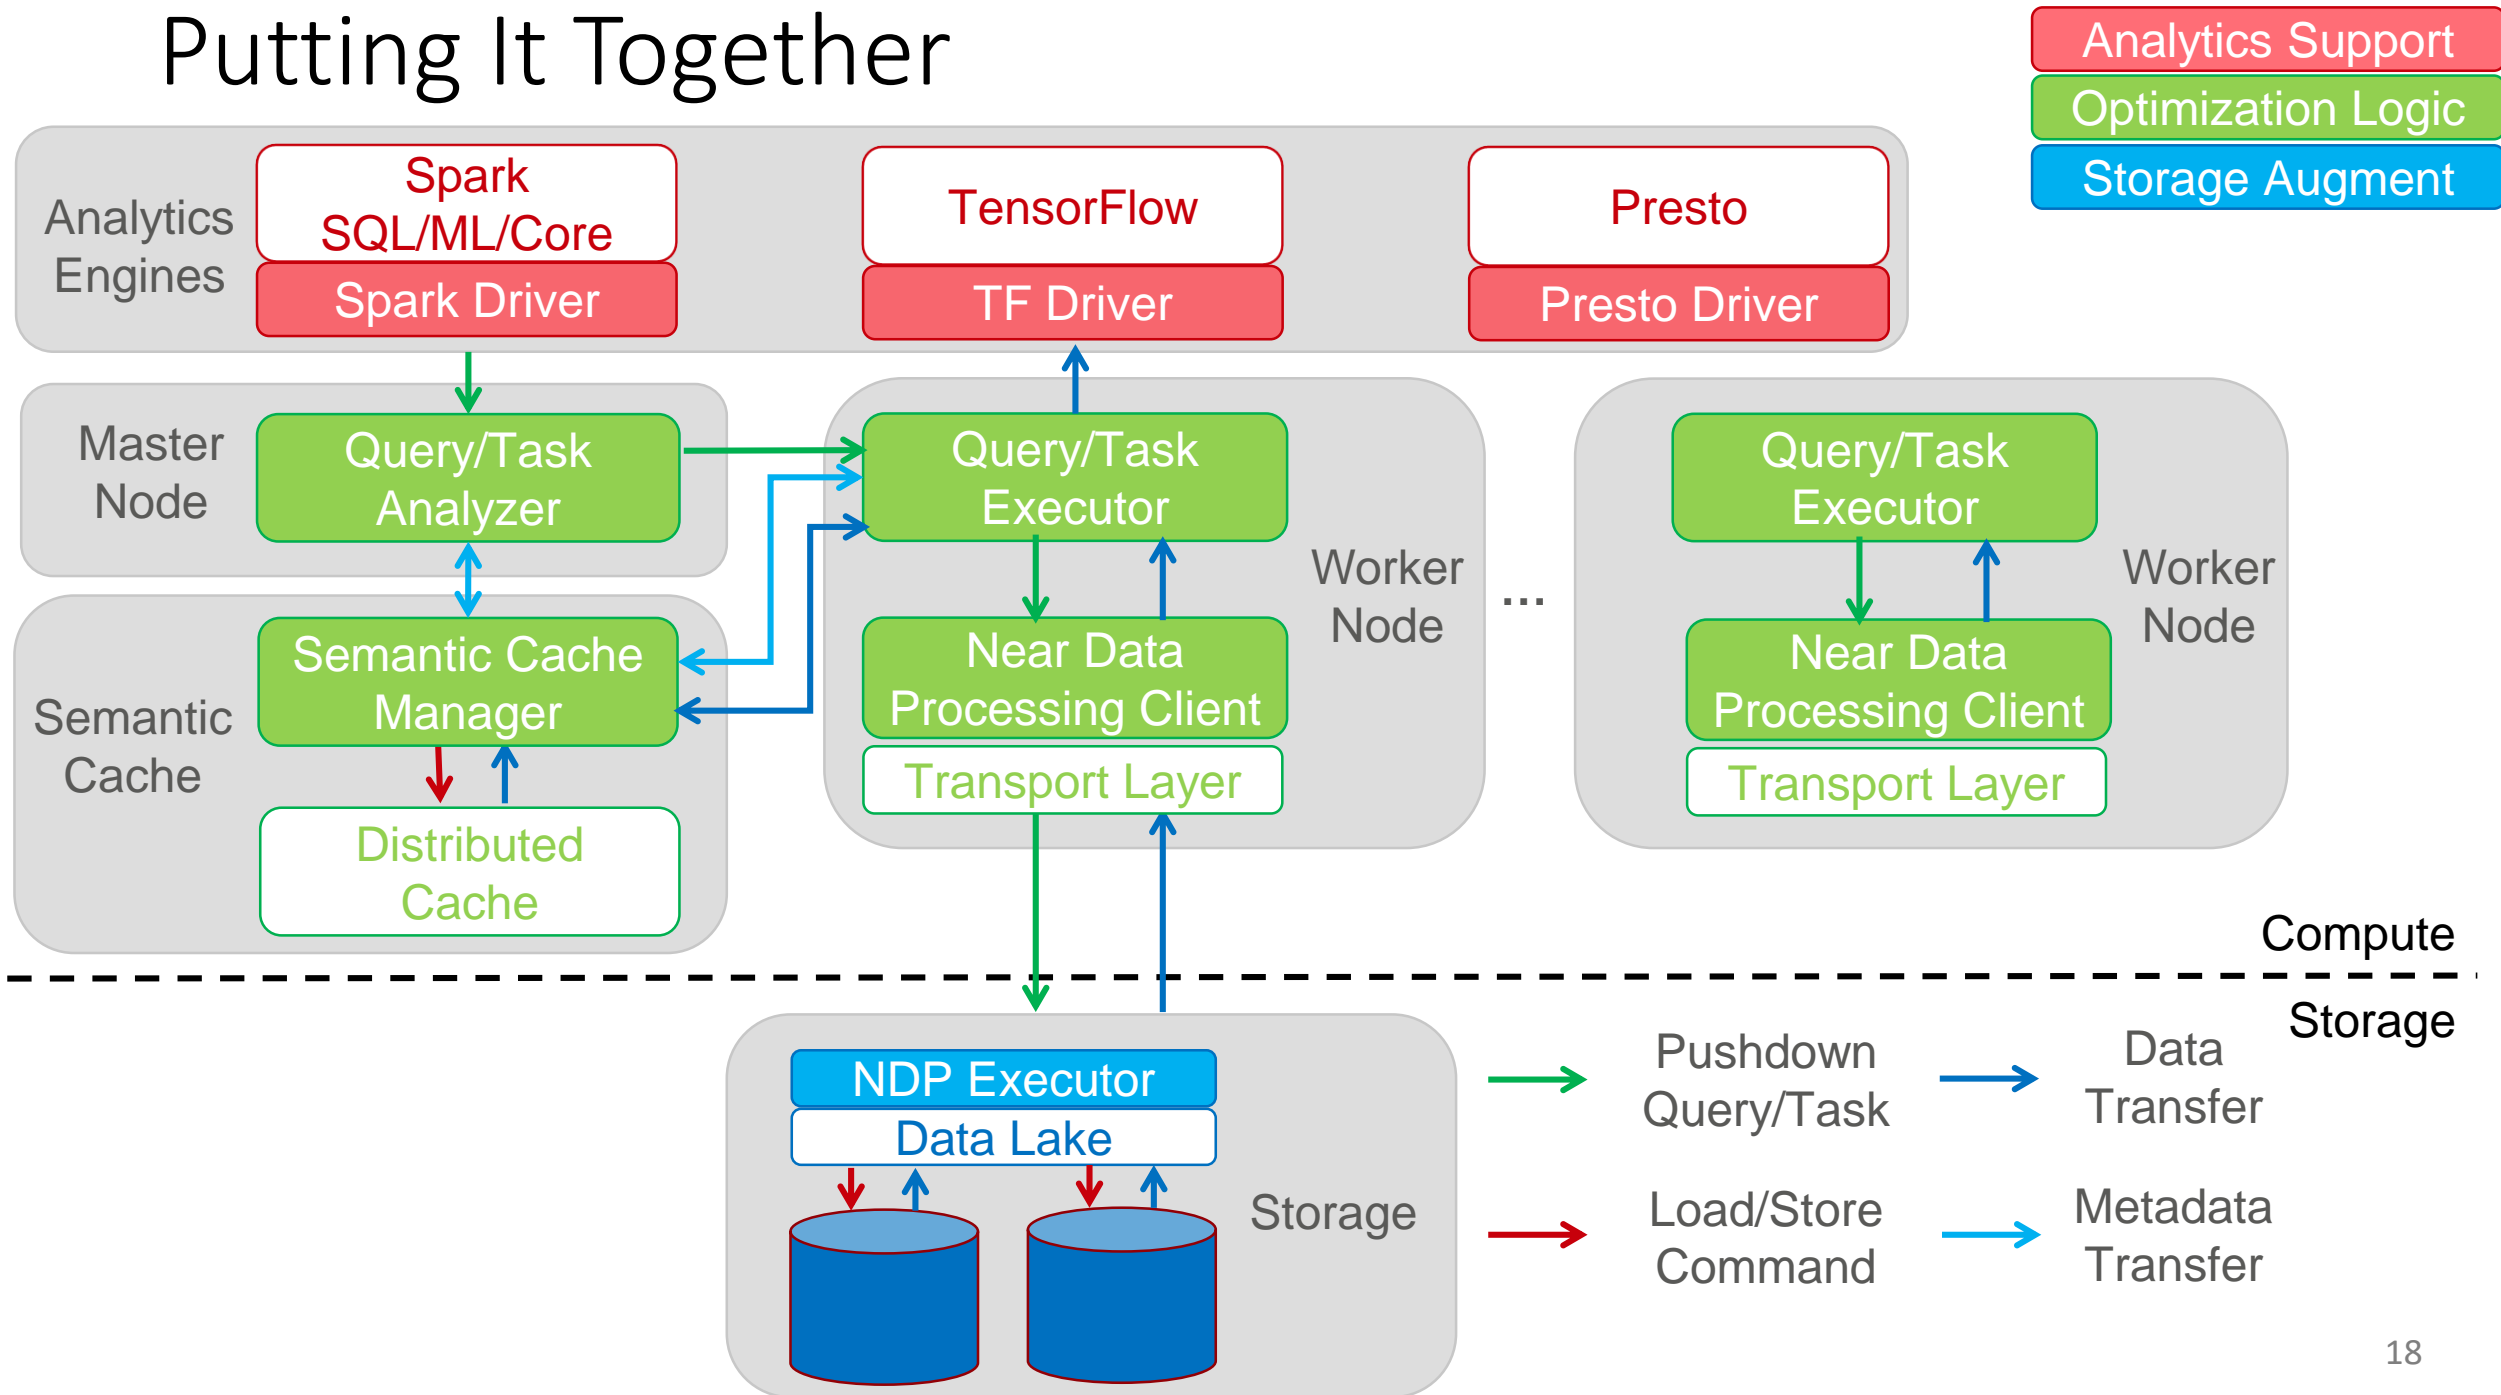 Putting It Together
Analytics Support
Optimization Logic
Storage Augment
Analytics
Engines
Spark
SQL/ML/Core
Spark Driver
TensorFlow
TF Driver
Presto
Presto Driver
Master
Node
Query/Task
Analyzer
Query/Task
Executor
Worker
Node
...
Query/Task
Executor
Worker
Node
Semantic
Cache
Semantic Cache
Manager
Distributed
Cache
Near Data
Processing Client
Transport Layer
Near Data
Processing Client
Transport Layer
Compute
Storage
NDP Executor
Data Lake
Storage
Pushdown
Query/Task
Data
Transfer
Load/Store
Command
Metadata
Transfer
18